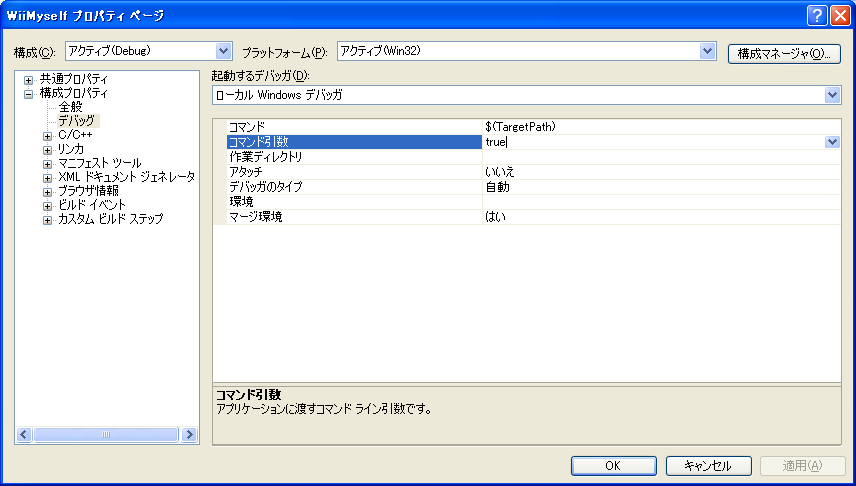 WiiMyself プロパティ ページ
構成(C): アクティブ(Debug) プラットフォーム(P): アクティブ(Win32) 構成マネージャ(O)...
共通プロパティ
構成プロパティ
全般
デバッグ
C/C++
リンカ
マニフェスト ツール
XML ドキュメント ジェネレータ
ブラウザ情報
ビルド イベント
カスタム ビルド ステップ
起動するデバッガ(D):
ローカル Windows デバッガ
コマンド $(TargetPath)
コマンド引数 true
作業ディレクトリ
アタッチ いいえ
デバッガのタイプ 自動
環境
マージ環境 はい
コマンド引数
アプリケーションに渡すコマンド ライン引数です。
OK キャンセル 適用(A)